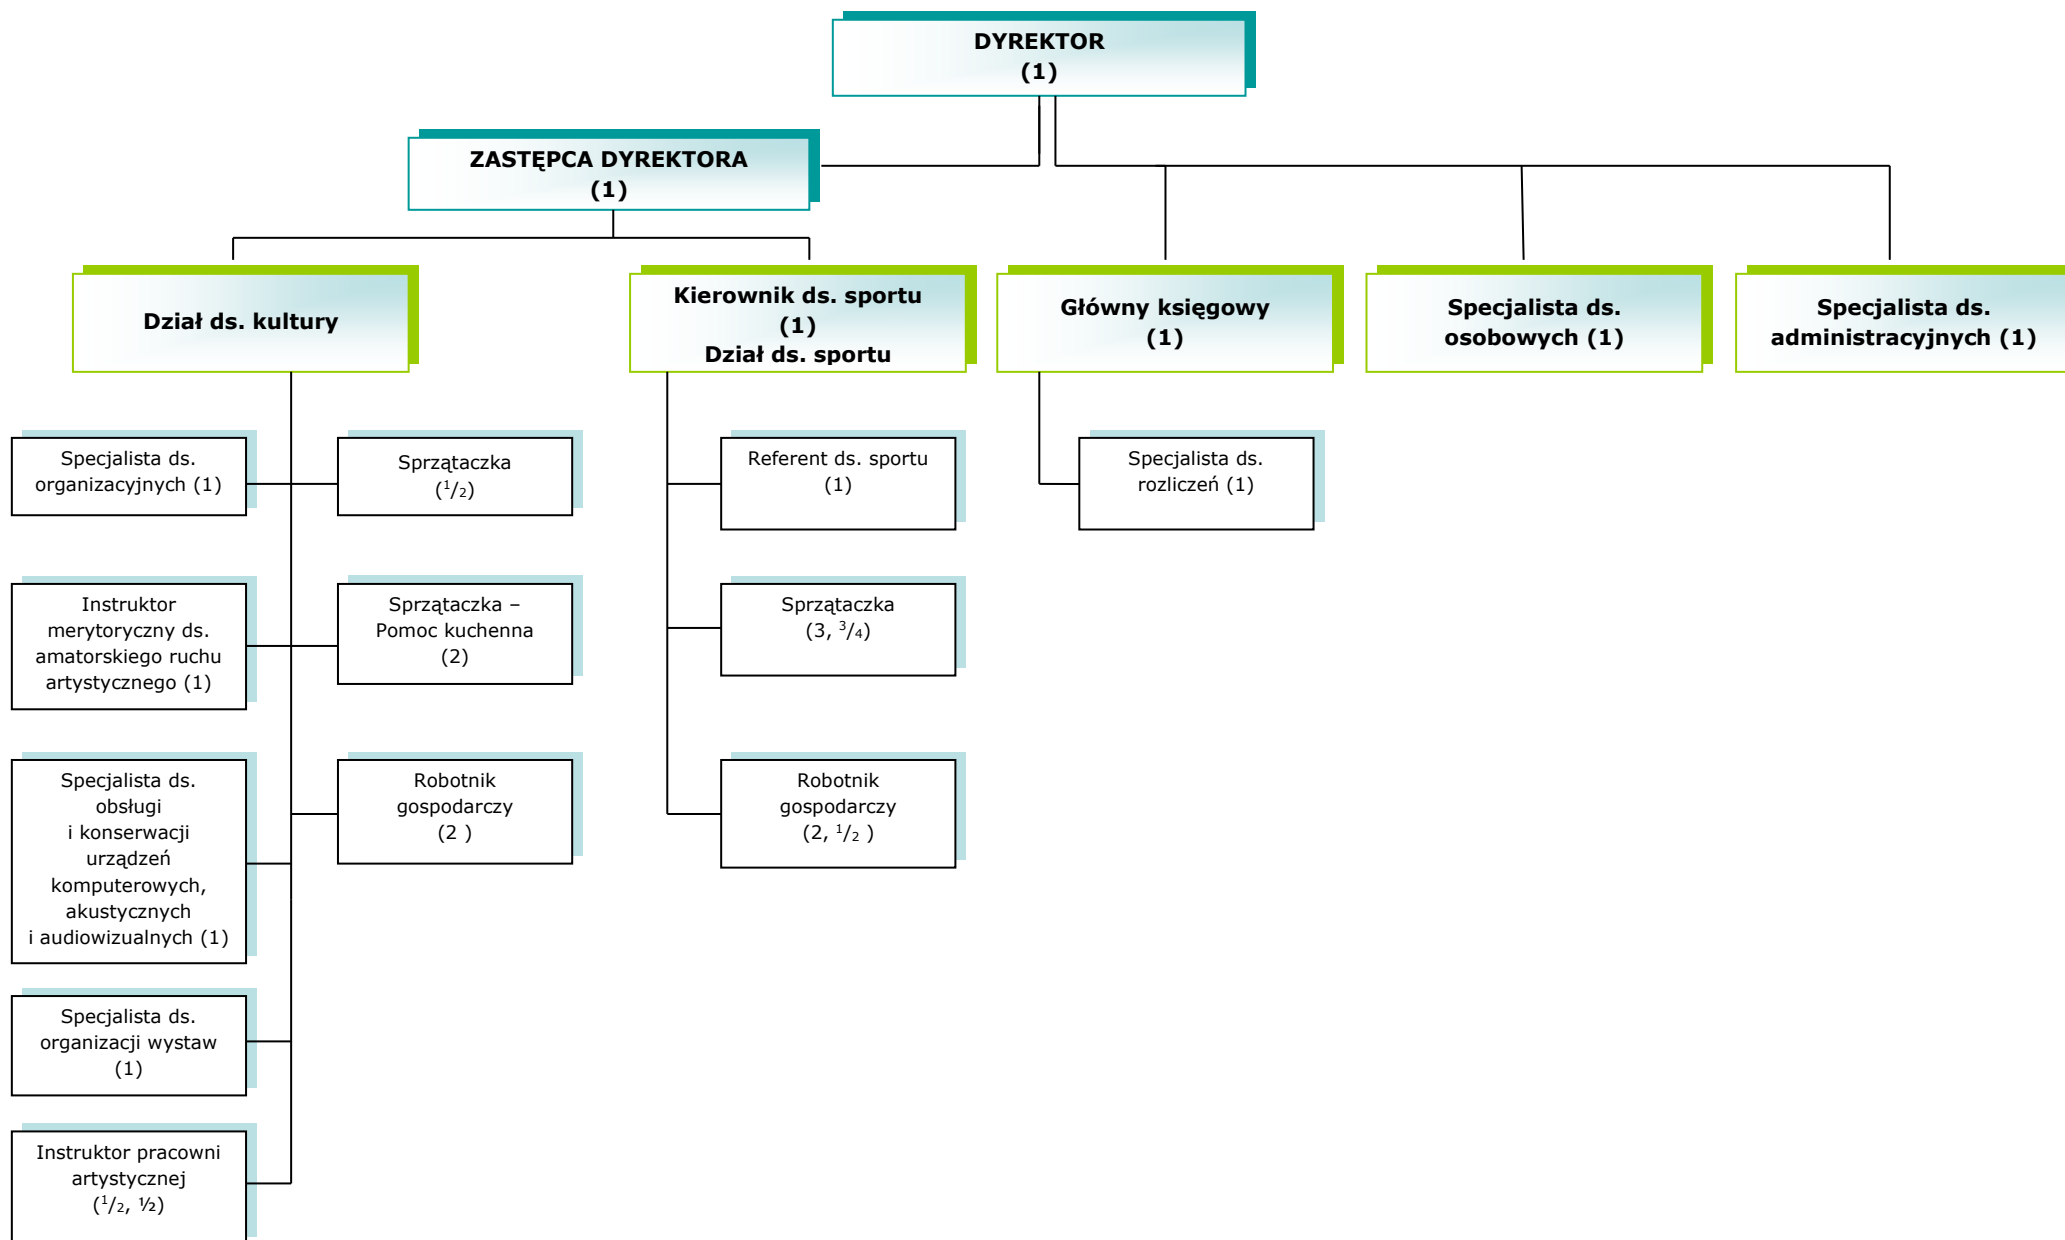 DYREKTOR
(1)
ZASTĘPCA DYREKTORA
(1)
Dział ds. kultury
Kierownik ds. sportu
(1)
Dział ds. sportu
Główny księgowy
(1)
Specjalista ds.
osobowych (1)
Specjalista ds.
administracyjnych (1)
Specjalista ds.
organizacyjnych (1)
Sprzątaczka
(¹/₂)
Referent ds. sportu
(1)
Specjalista ds.
rozliczeń (1)
Instruktor
merytoryczny ds.
amatorskiego ruchu
artystycznego (1)
Sprzątaczka –
Pomoc kuchenna
(2)
Sprzątaczka
(3, ³/₄)
Specjalista ds.
obsługi
i konserwacji
urządzeń
komputerowych,
akustycznych
i audiowizualnych (1)
Robotnik
gospodarczy
(2 )
Robotnik
gospodarczy
(2, ¹/₂ )
Specjalista ds.
organizacji wystaw
(1)
Instruktor pracowni
artystycznej
(¹/₂, ½)